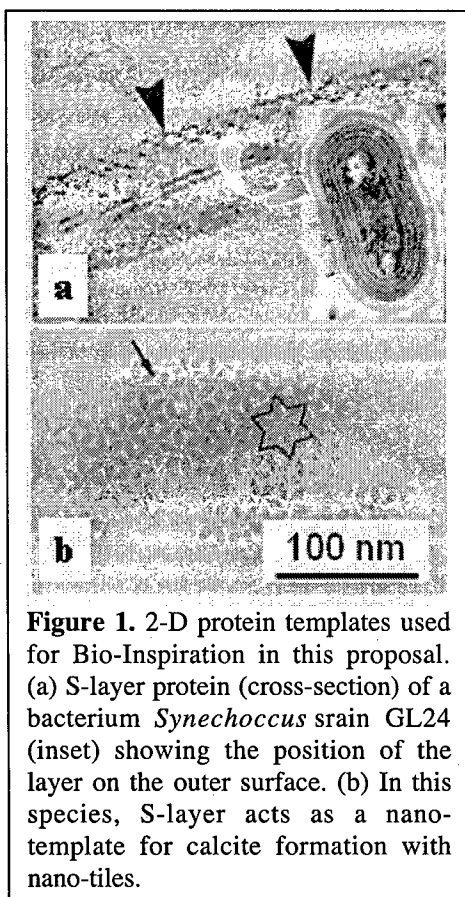 a
b
100 nm
Figure 1. 2-D protein templates used
for Bio-Inspiration in this proposal.
(a) S-layer protein (cross-section) of a
bacterium Synechoccus srain GL24
(inset) showing the position of the
layer on the outer surface. (b) In this
species, S-layer acts as a nano-
template for calcite formation with
nano-tiles.